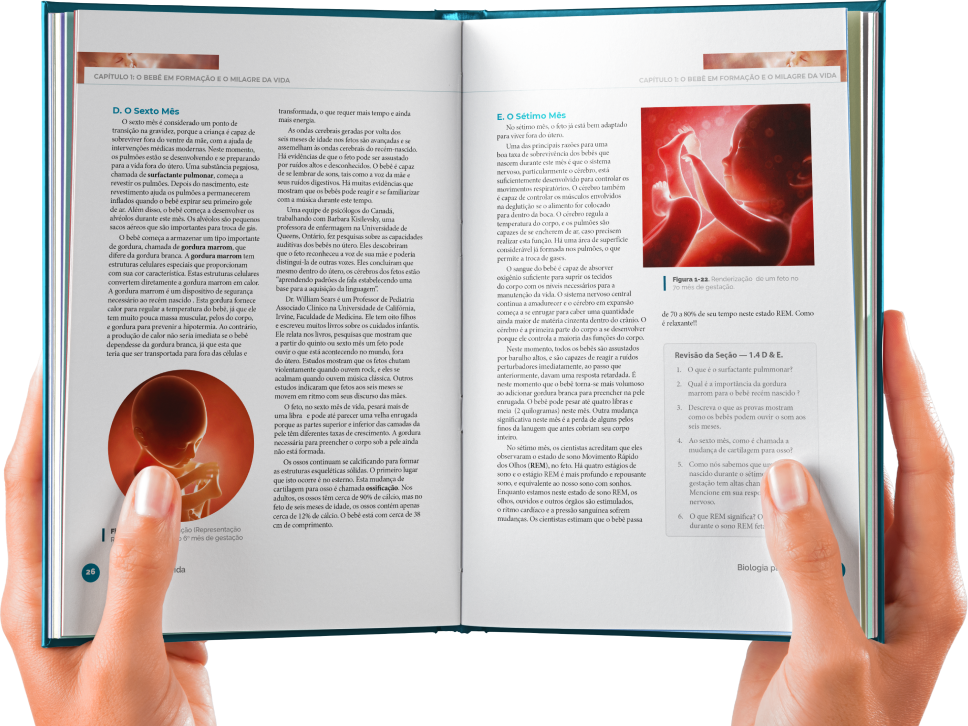 CAPÍTULO 1: O BEBÊ EM FORMAÇÃO E O MILAGRE DA VIDA
D. O Sexto Mês
O sexto mês é considerado um ponto de
transição na gravidez, porque a criança é capaz de
sobreviver fora do ventre da mãe, com a ajuda de
intervenções médicas modernas. Neste momento,
os pulmões estão se desenvolvendo e se preparando
para a vida fora do útero. Uma substância pegajosa,
chamada de surfactante pulmonar, começa a
revestir os pulmões. Depois do nascimento, este
revestimento ajuda os pulmões a permanecerem
inflados quando o bebê expirar seu primeiro gole
de ar. Além disso, o bebê começa a desenvolver os
alvéolos durante este mês. Os alvéolos são pequenos
sacos aéreos que são importantes para troca de gás.
O bebê começa a armazenar um tipo importante
de gordura, chamada de gordura marrom, que
difere da gordura branca. A gordura marrom tem
estruturas celulares especiais que proporcionam
com sua cor característica. Estas estruturas celulares
convertem diretamente a gordura marrom em calor.
A gordura marrom é um dispositivo de segurança
necessário ao recém nascido . Esta gordura fornece
calor para regular a temperatura do bebê, já que ele
tem muito pouca massa muscular, pelos do corpo,
e gordura para prevenir a hipotermia. Ao contrário,
a produção de calor não seria imediata se o bebê
dependesse da gordura branca, já que esta que
teria que ser transportada para fora das células e
ção (Representação
6º mês de gestação
26
transformada, o que requer mais tempo e ainda
mais energia.
As ondas cerebrais geradas por volta dos
seis meses de idade nos fetos são avançadas e se
assemelham às ondas cerebrais do recém-nascido.
Há evidências de que o feto pode ser assustado
por ruídos altos e desconhecidos. O bebê é capaz
de se lembrar de sons, tais como a voz da mãe e
seus ruídos digestivos. Há muitas evidências que
mostram que os bebês pode reagir e se familiarizar
com a música durante este tempo.
Uma equipe de psicólogos do Canadá,
trabalhando com Barbara Kisilevsky, uma
professora de enfermagem na Universidade de
Queens, Ontário, fez pesquisas sobre as capacidades
auditivas dos bebês no útero. Eles descobriram
que o feto reconheceu a voz de sua mãe e poderia
distingui-la de outras vozes. Eles concluíram que
mesmo dentro do útero, os cérebros dos fetos estão
"aprendendo padrões de fala estabelecendo uma
base para a aquisição da linguagem".
Dr. William Sears é um Professor de Pediatria
Associado Clínico na Universidade de Califórnia,
Irvine, Faculdade de Medicina. Ele tem oito filhos
e escreveu muitos livros sobre os cuidados infantis.
Ele relata nos livros, pesquisas que mostram que
a partir do quinto ou sexto mês um feto pode
ouvir o que está acontecendo no mundo, fora
do útero. Estudos mostram que os fetos chutam
violentamente quando ouvem rock, e eles se
acalmam quando ouvem música clássica. Outros
estudos indicaram que fetos aos seis meses se
movem em ritmo com seus discurso das mães.
O feto, no sexto mês de vida, pesará mais de
uma libra e pode até parecer uma velha enrugada
porque as partes superior e inferior das camadas da
pele têm diferentes taxas de crescimento. A gordura
necessária para preencher o corpo sob a pele ainda
não está formada.
Os ossos continuam se calcificando para formar
as estruturas esqueléticas sólidas. O primeiro lugar
que isto ocorre é no esterno. Esta mudança de
cartilagem para osso é chamada ossificação. Nos
adultos, os ossos têm cerca de 90% de cálcio, mas no
feto de seis meses de idade, os ossos contém apenas
cerca de 12% de cálcio. O bebê está com cerca de 38
cm de comprimento.
CAPÍTULO 1: O BEBÊ EM FORMAÇÃO E O MILAGRE DA VIDA
E. O Sétimo Mês
No sétimo mês, o feto já está bem adaptado
para viver fora do útero.
Uma das principais razões para uma
boa taxa de sobrevivência dos bebês que
nascem durante este mês é que o sistema
nervoso, particularmente o cérebro, está
suficientemente desenvolvido para controlar os
movimentos respiratórios. O cérebro também
é capaz de controlar os músculos envolvidos
na deglutição se o alimento for colocado
para dentro da boca. O cérebro regula a
temperatura do corpo, e os pulmões são
capazes de se encherem de ar, caso precisem
realizar esta função. Há uma área de superfície
considerável já formada nos pulmões, o que
permite a troca de gases.
O sangue do bebê é capaz de absorver
oxigênio suficiente para suprir os tecidos
do corpo com os níveis necessários para a
manutenção da vida. O sistema nervoso central
continua a amadurecer e o cérebro em expansão
começa a se enrugar para caber uma quantidade
ainda maior de matéria cinzenta dentro do crânio. O
cérebro é a primeira parte do corpo a se desenvolver
porque ele controla a maioria das funções do corpo.
Neste momento, todos os bebês são assustados
por barulho altos, e são capazes de reagir a ruídos
perturbadores imediatamente, ao passo que
anteriormente, davam uma resposta retardada. É
neste momento que o bebê torna-se mais volumoso
ao adicionar gordura branca para preencher na pele
enrugada. O bebê pode pesar até quatro libras e
meia (2 quilogramas) neste mês. Outra mudança
significativa neste mês é a perda de alguns pelos
finos da lanugem que antes cobriam seu corpo
inteiro.
No sétimo mês, os cientistas acreditam que eles
observaram o estado de sono Movimento Rápido
dos Olhos (REM), no feto. Há quatro estágios de
sono e o estágio REM é mais profundo e repousante
sono, e equivalente ao nosso sono com sonhos.
Enquanto estamos neste estado de sono REM, os
olhos, ouvidos e outros órgãos são estimulados,
o ritmo cardíaco e a pressão sanguínea sofrem
mudanças. Os cientistas estimam que o bebê passa
Figura 1-22. Renderização de um feto no
7o mês de gestação
de 70 a 80% de seu tempo neste estado REM. Como
é relaxante!!
Revisão da Seção — 1.4 D & E.
1. O que é surfactante pulmmonar?
2. Qual é a importância da gordura
marrom para o bebê recém nascido ?
3. Descreva o que as provas mostram
como os bebês podem ouvir o som aos
seis meses.
4. Ao sexto mês, como é chamada a
mudança de cartilagem para osso?
5. Como nós sabemos que
nascido durante o sétimo
gestação tem altas
Mencione em sua
nervoso.
6. O que REM significa? O
durante o sono REM
Biologia